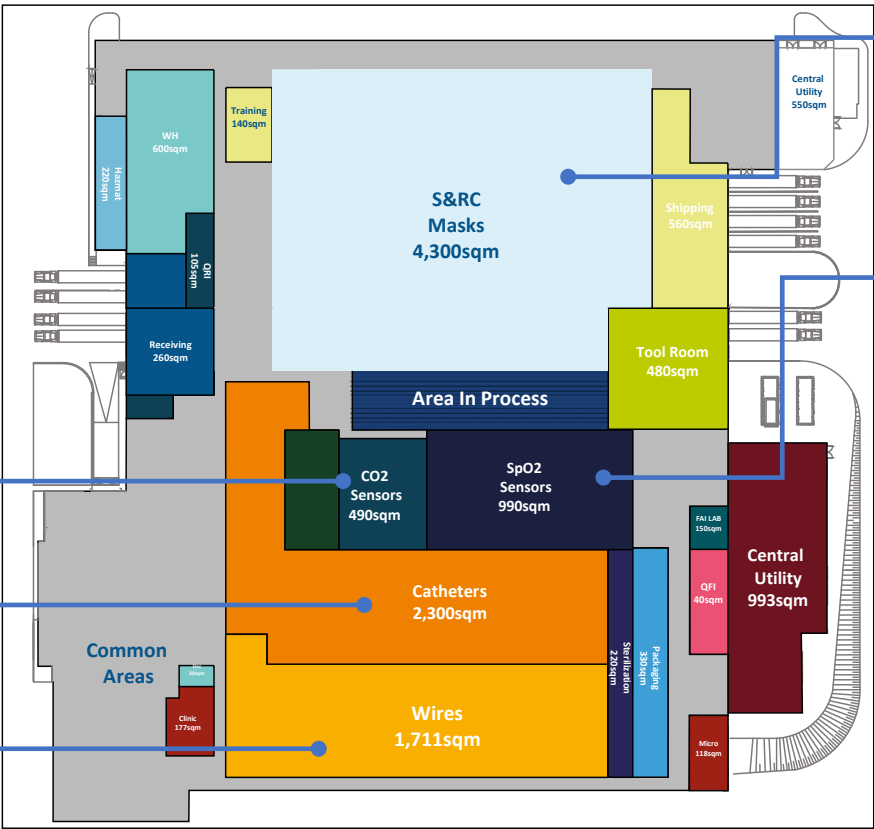 Central
Utility
550sqm
Training
140sqm
WH
600sqm
Hazmat
220sqm
S&RC
Masks
4,300sqm
Shipping
560sqm
QRI
105sqm
Receiving
260sqm
Tool Room
480sqm
Area In Process
CO2
Sensors
490sqm
SpO2
Sensors
990sqm
FAI LAB
150sqm
Central
Utility
993sqm
QFI
40sqm
Catheters
2,300sqm
Sterilization
220sqm
Packaging
330sqm
Common
Areas
Clinic
177sqm
Wires
1,711sqm
Micro
118sqm